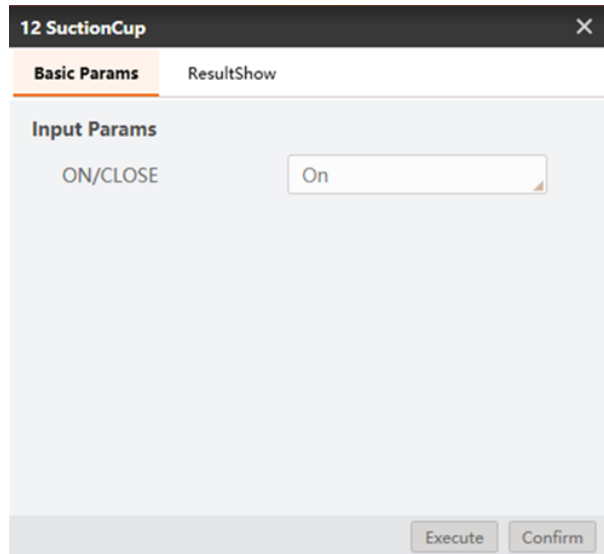 12 SuctionCup
Basic Params ResultShow
Input Params
ON/CLOSE On
Execute Confirm